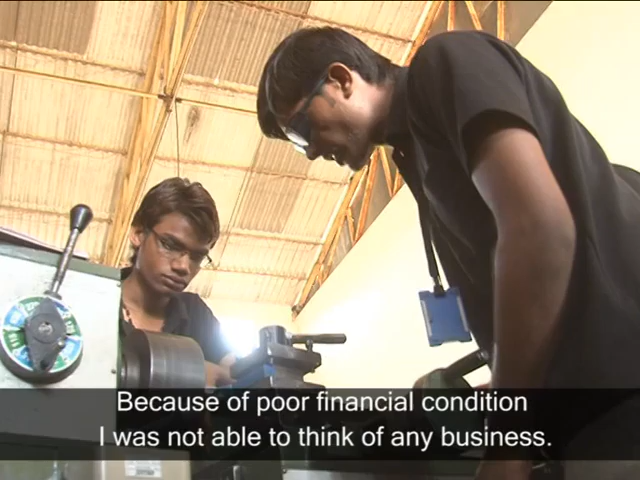 Because of poor financial condition
I was not able to think of any business.